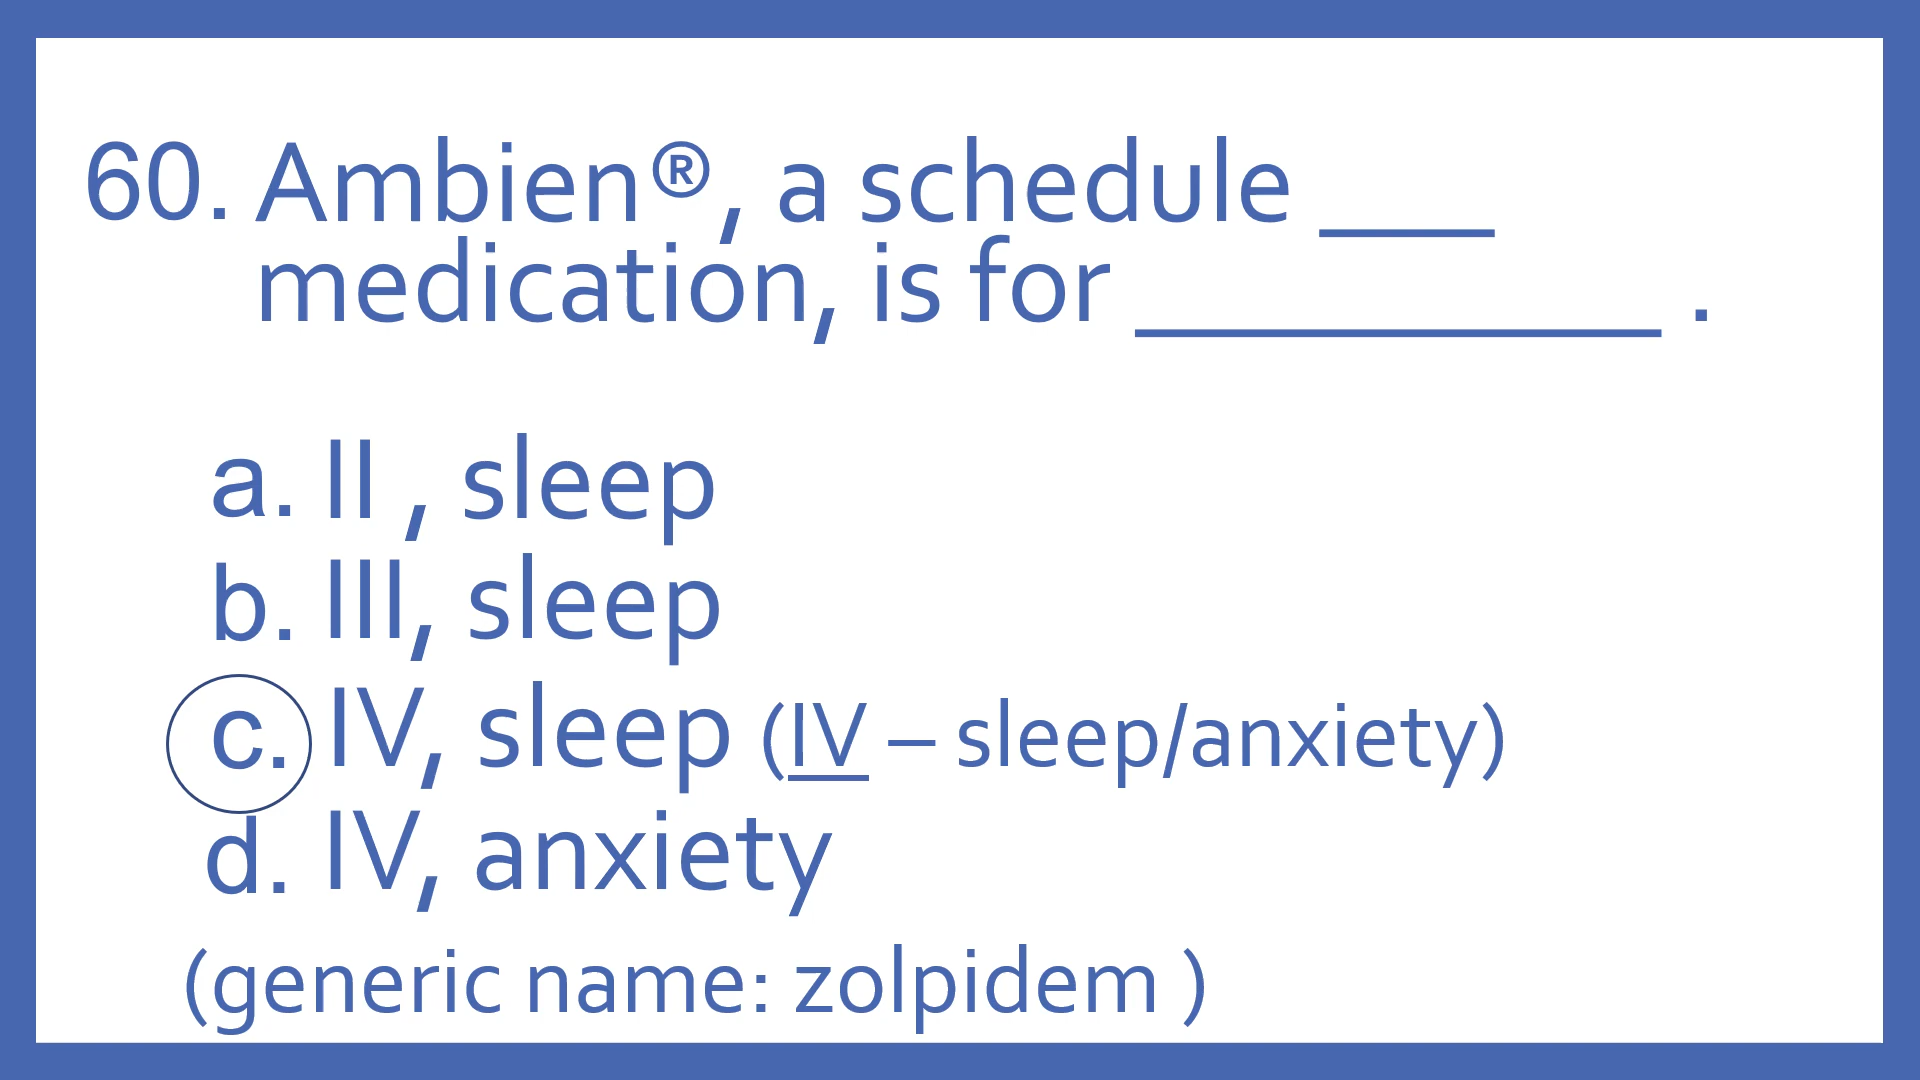 60. Ambien®, a schedule ___
medication, is for _________ .
a. II , sleep
b. III, sleep
c. IV, sleep (IV – sleep/anxiety)
d. IV, anxiety
(generic name: zolpidem )